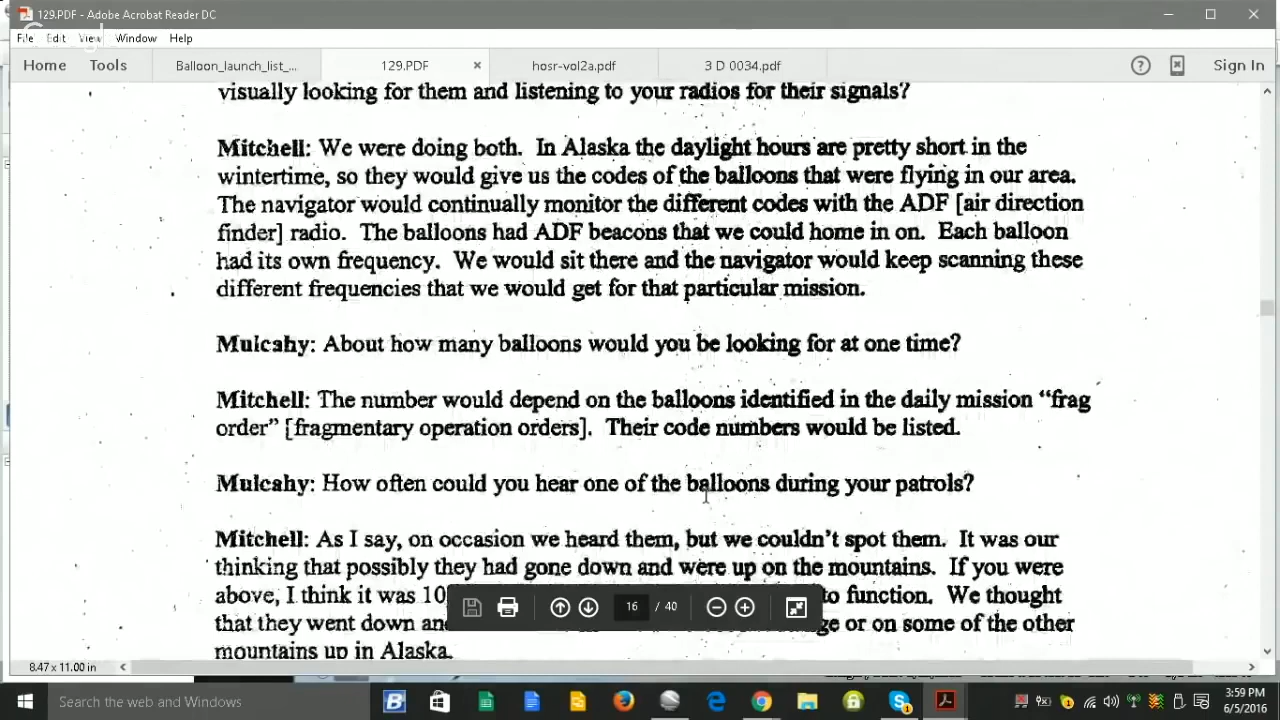 129.PDF - Adobe Acrobat Reader DC
Google
File Edit View Window Help
Home Tools Balloon_launch_list_... 129.PDF × hosr-vol2a.pdf 3 D 0034.pdf Sign In
visually looking for them and listening to your radios for their signals?
Mitchell: We were doing both. In Alaska the daylight hours are pretty short in the
wintertime, so they would give us the codes of the balloons that were flying in our area.
The navigator would continually monitor the different codes with the ADF [air direction
finder] radio. The balloons had ADF beacons that we could home in on. Each balloon
had its own frequency. We would sit there and the navigator would keep scanning these
different frequencies that we would get for that particular mission.
Mulcahy: About how many balloons would you be looking for at one time?
Mitchell: The number would depend on the balloons identified in the daily mission “frag
order” [fragmentary operation orders]. Their code numbers would be listed.
Mulcahy: How often could you hear one of the balloons during your patrols?
Mitchell: As I say, on occasion we heard them, but we couldn’t spot them. It was our
thinking that possibly they had gone down and were up on the mountains. If you were
above, I think it was 10 to function. We thought
that they went down an ge or on some of the other
mountains up in Alaska.
16 / 40
8.47 x 11.00 in
Search the web and Windows
3:59 PM
6/5/2016